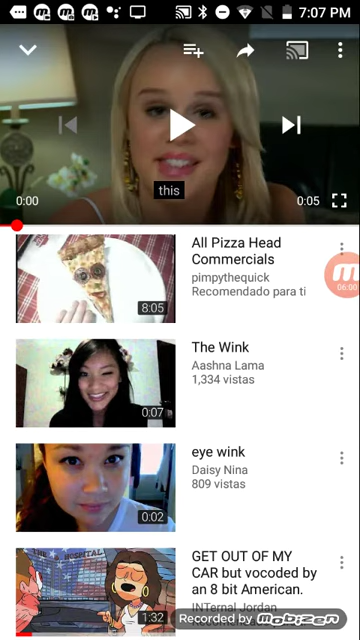 7:07 PM
this
0:00
0:05
All Pizza Head
Commercials
pimpythequick
Recomendado para ti
8:05
06:00
The Wink
Aashna Lama
1,334 vistas
0:07
eye wink
Daisy Nina
809 vistas
0:02
GET OUT OF MY
CAR but vocoded by
an 8 bit American.
INTernal Jordan
1:32
Recorded by mobizen